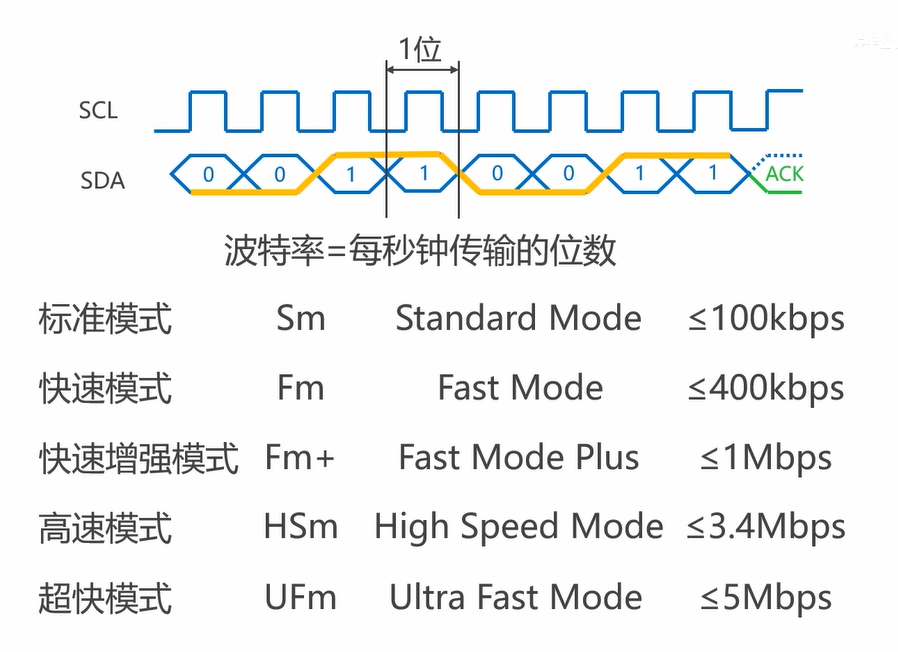 1位
SCL
SDA 0 0 1 1 0 0 1 1 ACK
波特率=每秒钟传输的位数
标准模式 Sm Standard Mode ≤100kbps
快速模式 Fm Fast Mode ≤400kbps
快速增强模式 Fm+ Fast Mode Plus ≤1Mbps
高速模式 HSm High Speed Mode ≤3.4Mbps
超快模式 UFm Ultra Fast Mode ≤5Mbps